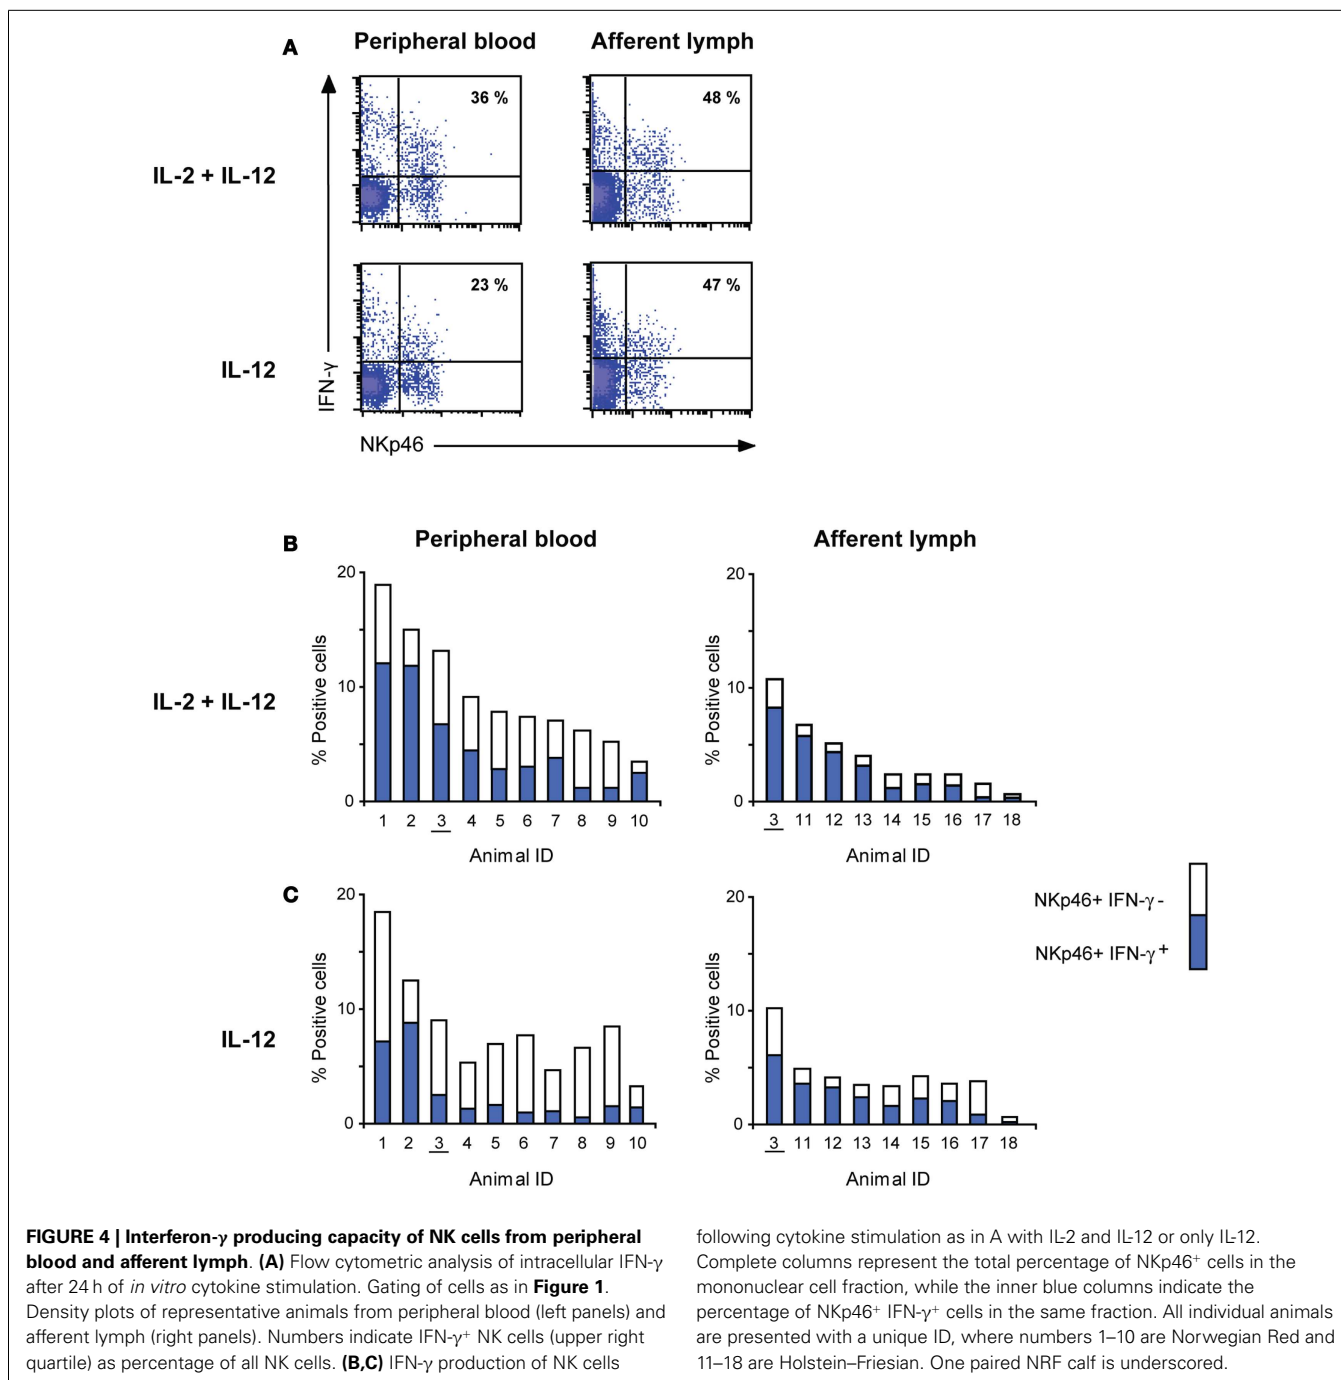 A
Peripheral blood
Afferent lymph
36 %
48 %
IL-2 + IL-12
23 %
47 %
IL-12
IFN-γ
NKp46
B
Peripheral blood
Afferent lymph
20
10
0
% Positive cells
IL-2 + IL-12
1 2 3 4 5 6 7 8 9 10
Animal ID
20
10
0
% Positive cells
3 11 12 13 14 15 16 17 18
Animal ID
C
20
10
0
% Positive cells
IL-12
1 2 3 4 5 6 7 8 9 10
Animal ID
20
10
0
% Positive cells
3 11 12 13 14 15 16 17 18
Animal ID
NKp46+ IFN-γ-
NKp46+ IFN-γ+
FIGURE 4 | Interferon-γ producing capacity of NK cells from peripheral
blood and afferent lymph. (A) Flow cytometric analysis of intracellular IFN-γ
after 24 h of in vitro cytokine stimulation. Gating of cells as in Figure 1.
Density plots of representative animals from peripheral blood (left panels) and
afferent lymph (right panels). Numbers indicate IFN-γ+ NK cells (upper right
quartile) as percentage of all NK cells. (B,C) IFN-γ production of NK cells
following cytokine stimulation as in A with IL-2 and IL-12 or only IL-12.
Complete columns represent the total percentage of NKp46+ cells in the
mononuclear cell fraction, while the inner blue columns indicate the
percentage of NKp46+ IFN-γ+ cells in the same fraction. All individual animals
are presented with a unique ID, where numbers 1–10 are Norwegian Red and
11–18 are Holstein–Friesian. One paired NRF calf is underscored.